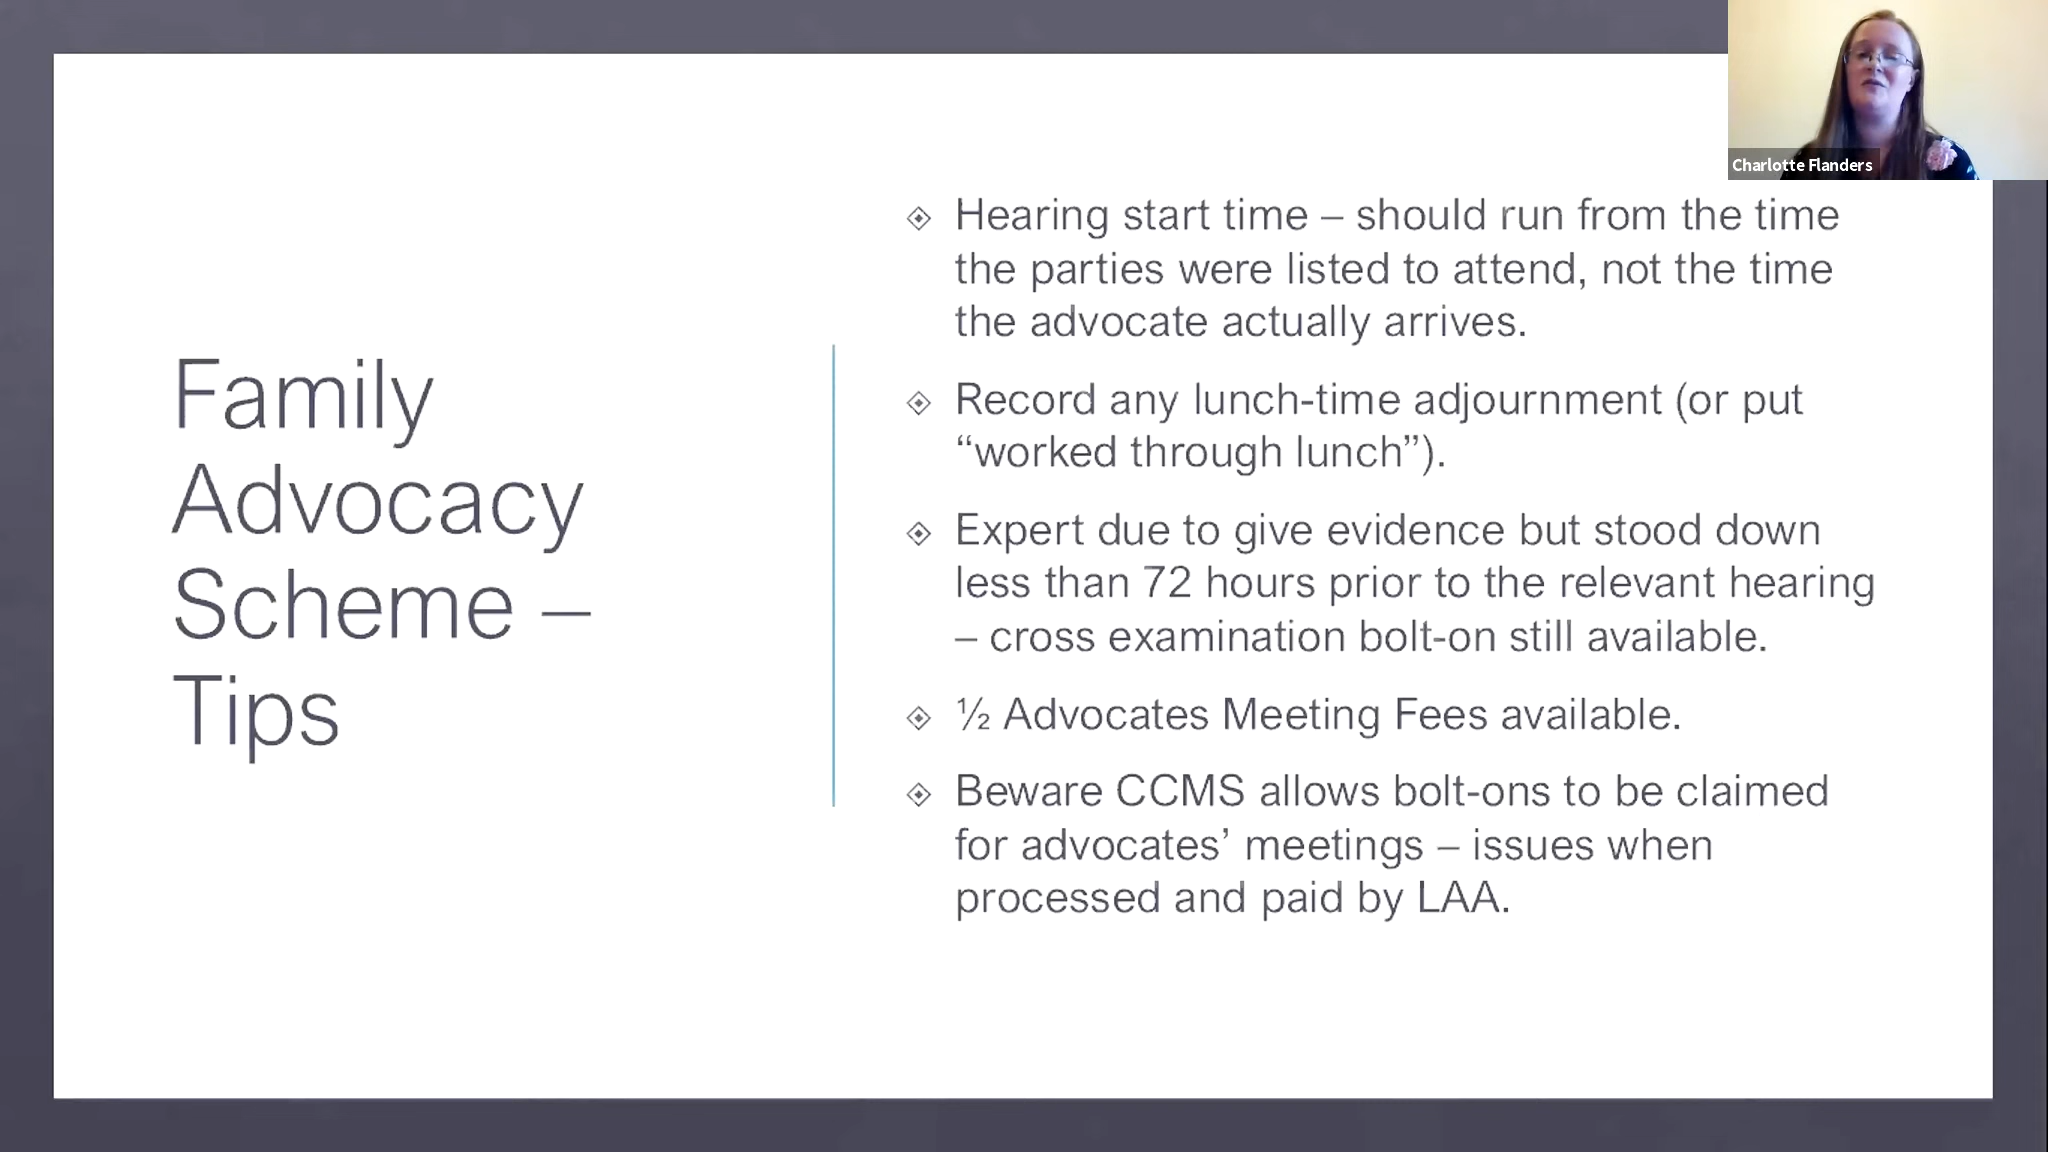 Charlotte Flanders
Family
Advocacy
Scheme –
Tips
Hearing start time – should run from the time
the parties were listed to attend, not the time
the advocate actually arrives.
Record any lunch-time adjournment (or put
“worked through lunch”).
Expert due to give evidence but stood down
less than 72 hours prior to the relevant hearing
– cross examination bolt-on still available.
½ Advocates Meeting Fees available.
Beware CCMS allows bolt-ons to be claimed
for advocates’ meetings – issues when
processed and paid by LAA.